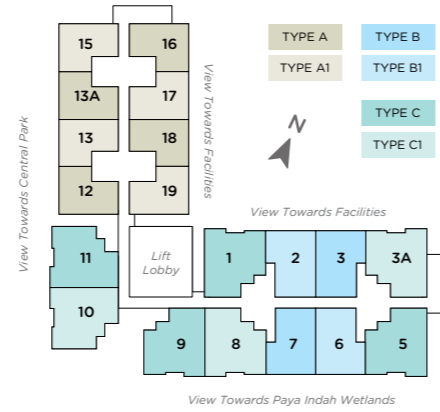 15
16
TYPE A
TYPE B
TYPE A1
TYPE B1
13A
17
TYPE C
TYPE C1
13
18
N
12
19
View Towards Central Park
View Towards Facilities
View Towards Facilities
11
Lift
Lobby
1
2
3
3A
10
9
8
7
6
5
View Towards Paya Indah Wetlands